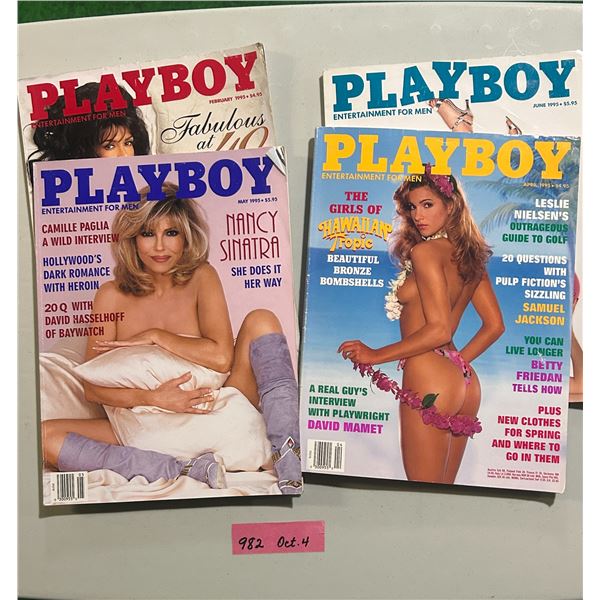 PLAYBOY
FEBRUARY 1995 • $4.95
ENTERTAINMENT FOR MEN
Fabulous
at 40
PLAYBOY
JUNE 1995 • $5.95
ENTERTAINMENT FOR MEN
PLAYBOY
MAY 1995 • $5.95
ENTERTAINMENT FOR MEN
CAMILLE PAGLIA
A WILD INTERVIEW
HOLLYWOOD'S
DARK ROMANCE
WITH HEROIN
20 Q WITH
DAVID HASSELHOFF
OF BAYWATCH
NANCY
SINATRA
SHE DOES IT
HER WAY
PLAYBOY
APRIL 1995 • $4.95
ENTERTAINMENT FOR MEN
THE
GIRLS OF
HAWAIIAN
Tropic
BEAUTIFUL
BRONZE
BOMBSHELLS
LESLIE
NIELSEN'S
OUTRAGEOUS
GUIDE TO GOLF
20 QUESTIONS
WITH
PULP FICTION'S
SIZZLING
SAMUEL
JACKSON
YOU CAN
LIVE LONGER
BETTY
FRIEDAN
TELLS HOW
A REAL GUY'S
INTERVIEW
WITH PLAYWRIGHT
DAVID MAMET
PLUS
NEW CLOTHES
FOR SPRING
AND WHERE TO
GO IN THEM
982 Oct. 4